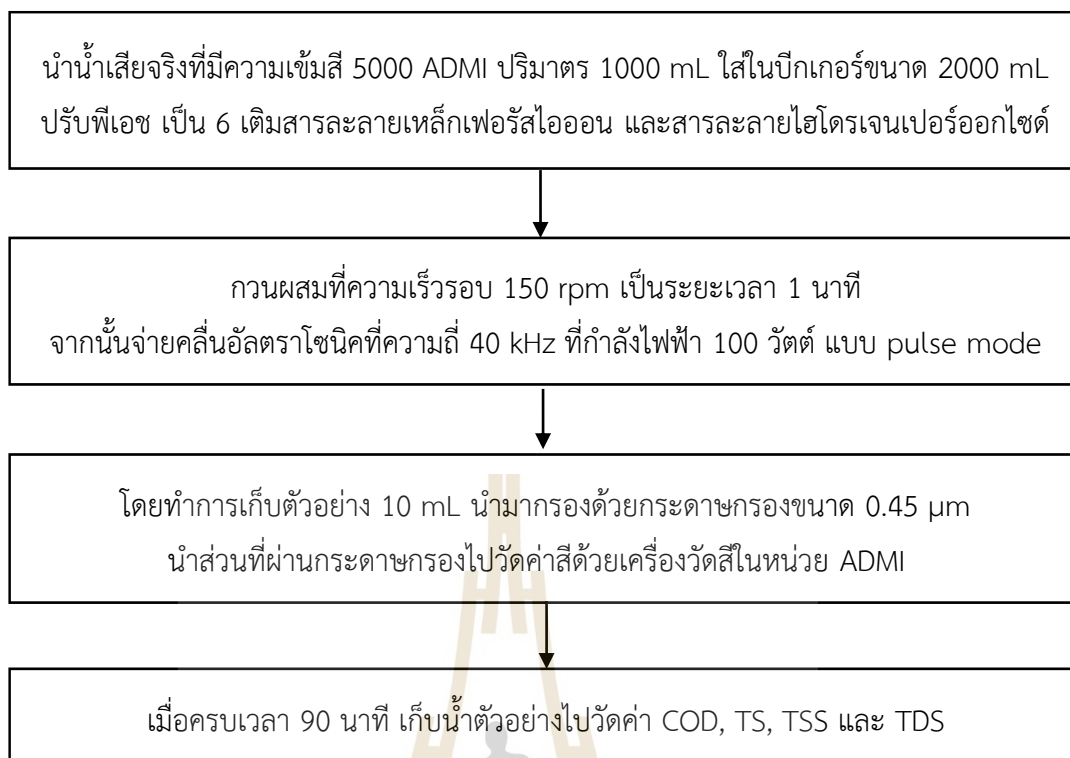 นำน้ำเสียจริงที่มีความเข้มสี 5000 ADMI ปริมาตร 1000 mL ใส่ในบีกเกอร์ขนาด 2000 mL
ปรับพีเอช เป็น 6 เติมสารละลายเหล็กเฟอรัสไอออน และสารละลายไฮโดรเจนเปอร์ออกไซด์
กวนผสมที่ความเร็วรอบ 150 rpm เป็นระยะเวลา 1 นาที
จากนั้นจ่ายคลื่นอัลตราโซนิคที่ความถี่ 40 kHz ที่กำลังไฟฟ้า 100 วัตต์ แบบ pulse mode
โดยทำการเก็บตัวอย่าง 10 mL นำมากรองด้วยกระดาษกรองขนาด 0.45 µm
นำส่วนที่ผ่านกระดาษกรองไปวัดค่าสีด้วยเครื่องวัดสีในหน่วย ADMI
เมื่อครบเวลา 90 นาที เก็บน้ำตัวอย่างไปวัดค่า COD, TS, TSS และ TDS